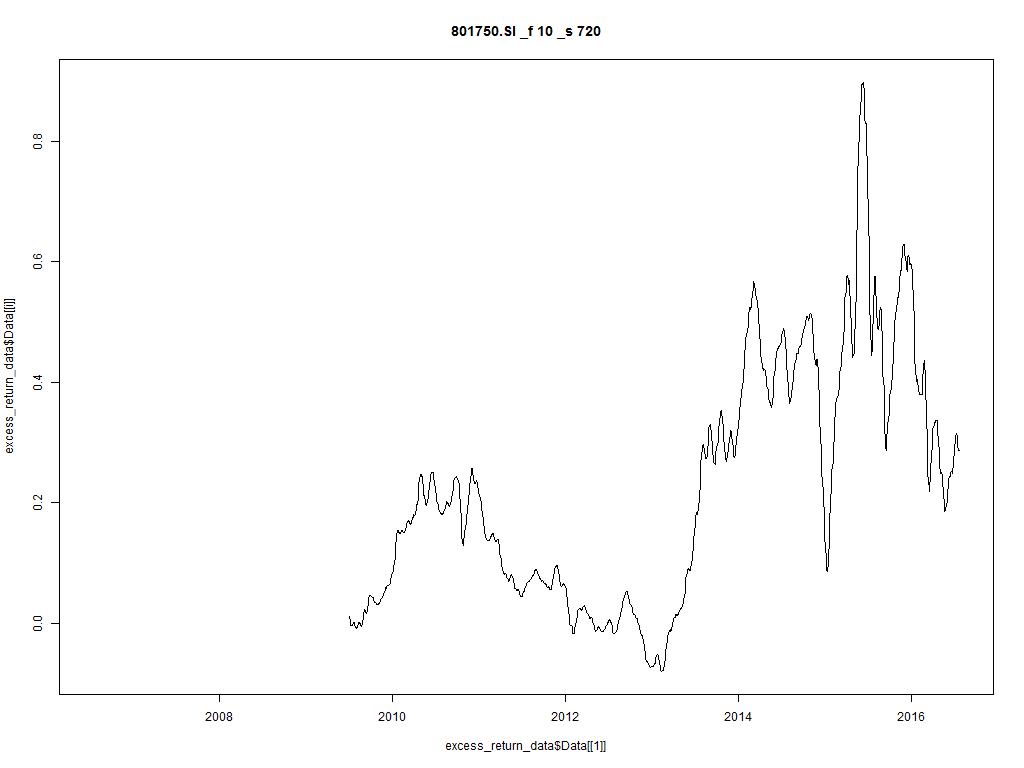 801750.SI _f 10 _s 720
excess_return_data$Data[[i]]
0.8
0.6
0.4
0.2
0.0
2008 2010 2012 2014 2016
excess_return_data$Data[[1]]